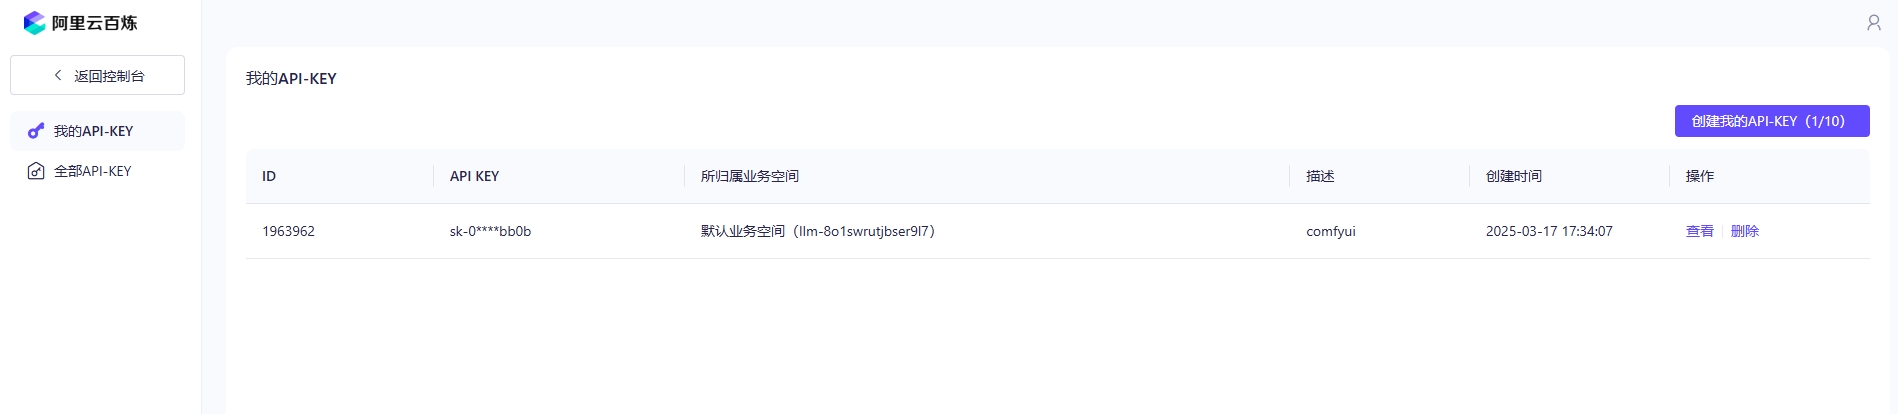 阿里云百炼
返回控制台
我的API-KEY
全部API-KEY
我的API-KEY
创建我的API-KEY（1/10）
ID API KEY 所归属业务空间 描述 创建时间 操作
1963962 sk-0****bb0b 默认业务空间（llm-8o1swrutjbser9l7） comfyui 2025-03-17 17:34:07 查看 删除